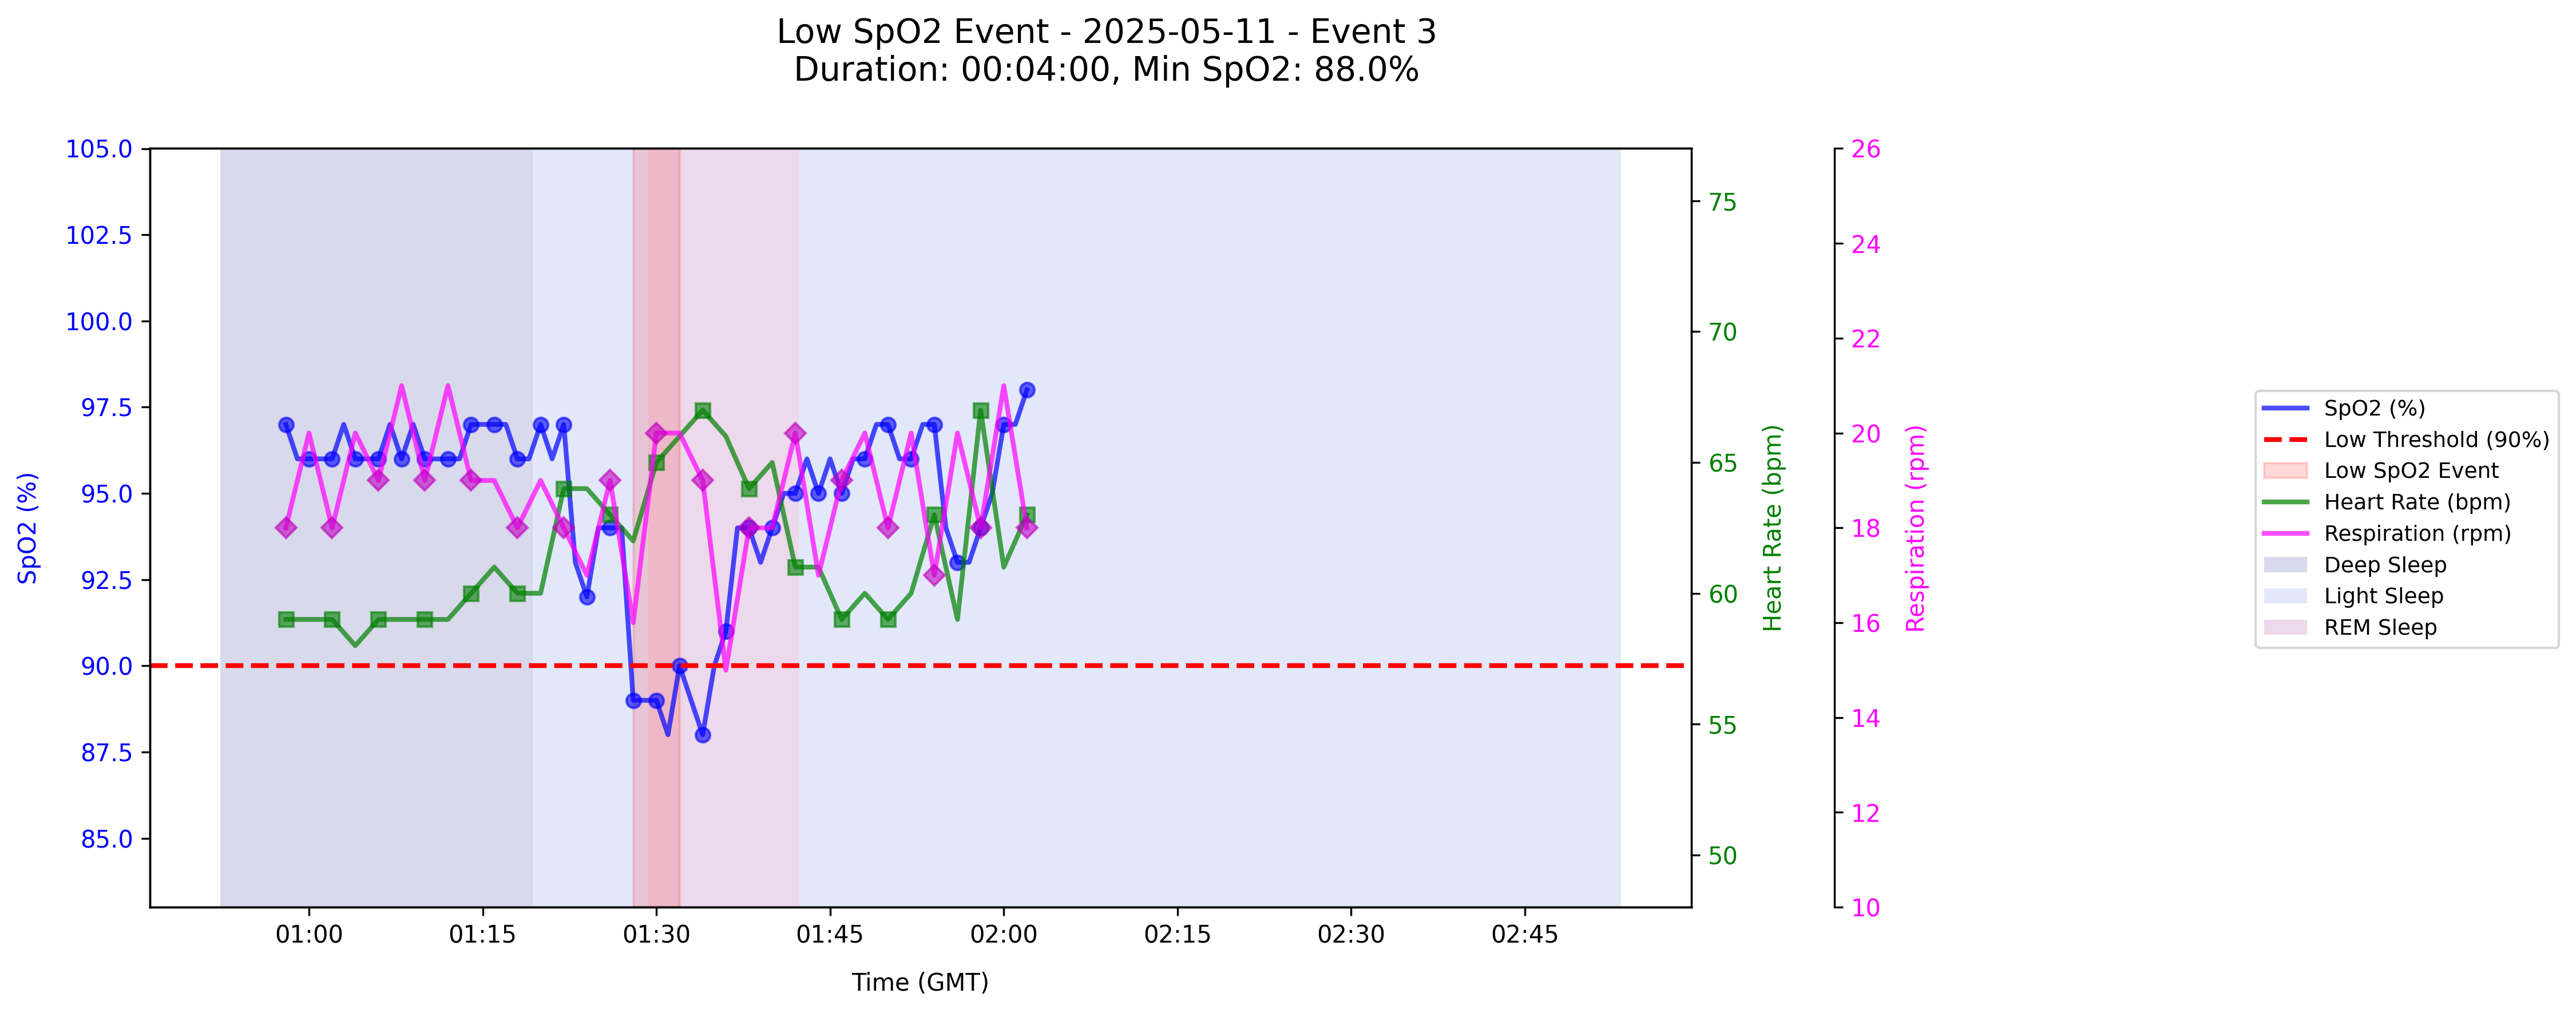 Low SpO2 Event - 2025-05-11 - Event 3
Duration: 00:04:00, Min SpO2: 88.0%
SpO2 (%)
105.0
102.5
100.0
97.5
95.0
92.5
90.0
87.5
85.0
01:00
01:15
01:30
01:45
02:00
02:15
02:30
02:45
Time (GMT)
75
70
65
60
55
50
Heart Rate (bpm)
26
24
22
20
18
16
14
12
10
Respiration (rpm)
SpO2 (%)
Low Threshold (90%)
Low SpO2 Event
Heart Rate (bpm)
Respiration (rpm)
Deep Sleep
Light Sleep
REM Sleep